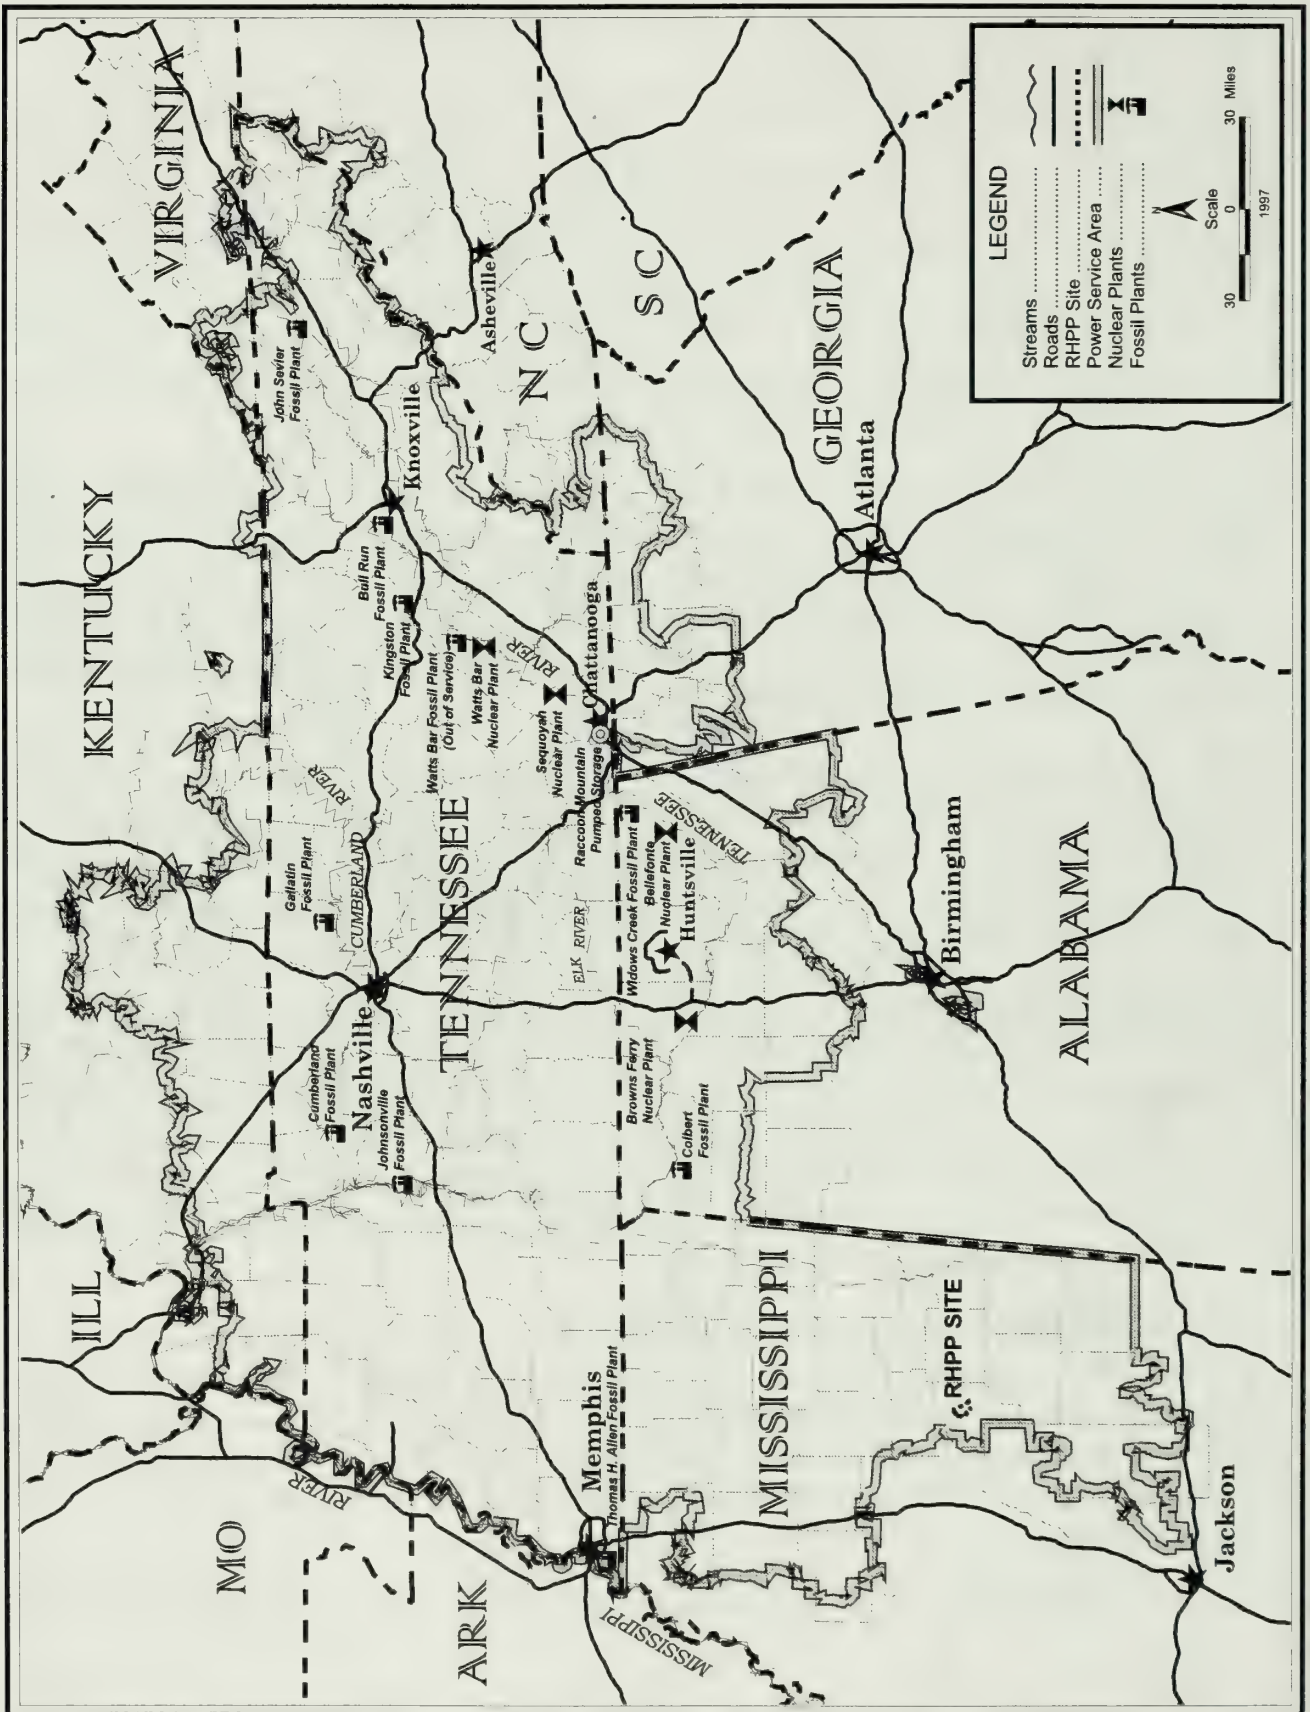 KENTUCKY
VIRGINIA
ILL
MO
ARK
TENNESSEE
N C
S C
MISSISSIPPI
ALABAMA
GEORGIA
John Sevier
Fossil Plant
Knoxville
Asheville
Bull Run
Fossil Plant
Kingston
Fossil Plant
Watts Bar Fossil Plant
(Out of Service)
Watts Bar
Nuclear Plant
RIVER
Sequoyah
Nuclear Plant
Chattanooga
Raccoon Mountain
Pumped Storage
Gallatin
Fossil Plant
CUMBERLAND
RIVER
Nashville
Cumberland
Fossil Plant
Johnsonville
Fossil Plant
ELK RIVER
Widows Creek Fossil Plant
Bellefonte
Nuclear Plant
Huntsville
TENNESSEE
Browns Ferry
Nuclear Plant
Colbert
Fossil Plant
Memphis
Thomas H. Allen Fossil Plant
RIVER
MISSISSIPPI
RHPP SITE
Jackson
Birmingham
Atlanta
LEGEND
Streams
Roads
RHPP Site
Power Service Area
Nuclear Plants
Fossil Plants
N
Scale
30 0 30 Miles
1997